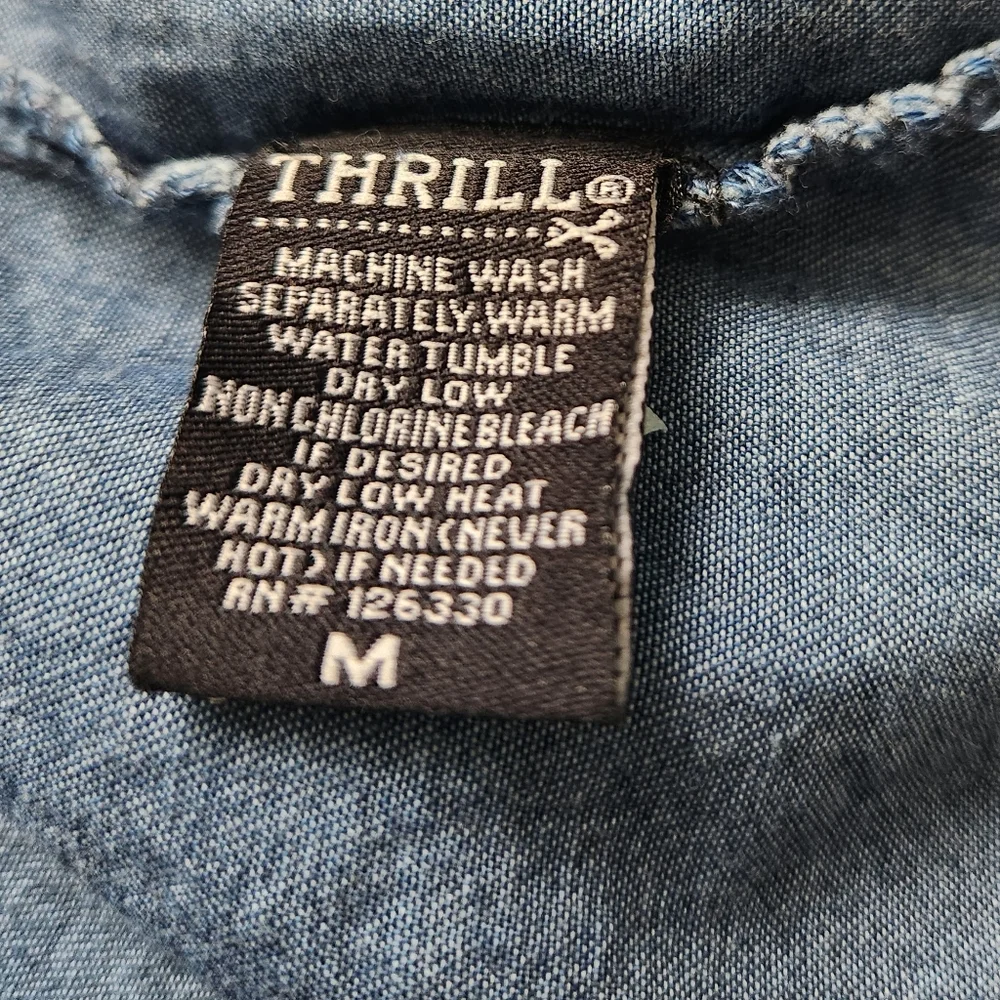 THRILL®
MACHINE WASH
SEPARATELY.WARM
WATER TUMBLE
DRY LOW
NON CHLORINE BLEACH
IF DESIRED
DRY LOW HEAT
WARM IRON (NEVER
HOT) IF NEEDED
RN# 126330
M